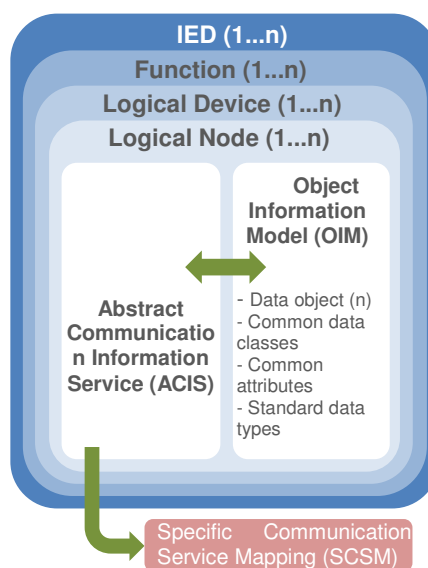 IED (1...n)
Function (1...n)
Logical Device (1...n)
Logical Node (1...n)
Abstract
Communicatio
n Information
Service (ACIS)
Object
Information
Model (OIM)
- Data object (n)
- Common data
classes
- Common
attributes
- Standard data
types
Specific Communication
Service Mapping (SCSM)